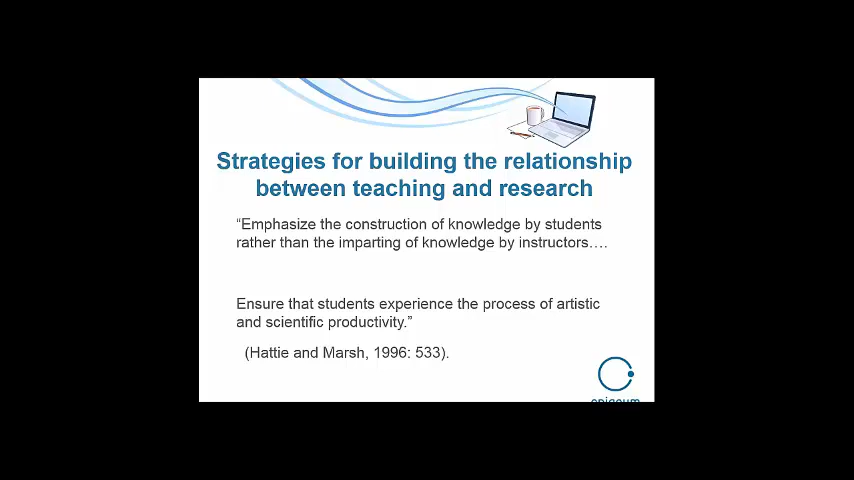 Strategies for building the relationship
between teaching and research
“Emphasize the construction of knowledge by students
rather than the imparting of knowledge by instructors….
Ensure that students experience the process of artistic
and scientific productivity.”
(Hattie and Marsh, 1996: 533).
epigeum